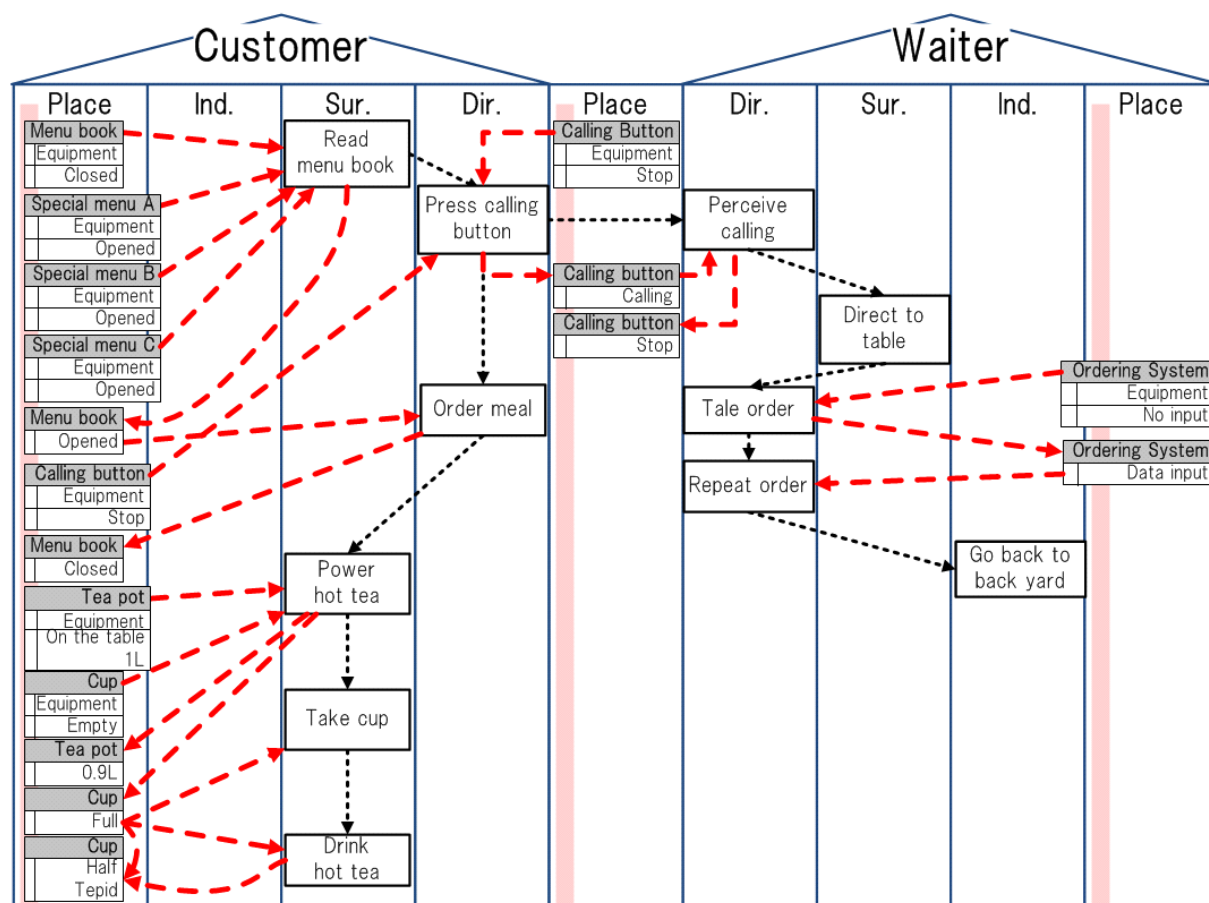 Customer
Waiter
Place
Ind.
Sur.
Dir.
Place
Dir.
Sur.
Ind.
Place
Menu book
Equipment
Closed
Special menu A
Equipment
Opened
Special menu B
Equipment
Opened
Special menu C
Equipment
Opened
Menu book
Opened
Calling button
Equipment
Stop
Menu book
Closed
Tea pot
Equipment
On the table
1L
Cup
Equipment
Empty
Tea pot
0.9L
Cup
Full
Cup
Half
Tepid
Read
menu book
Press calling
button
Order meal
Power
hot tea
Take cup
Drink
hot tea
Calling Button
Equipment
Stop
Calling button
Calling
Calling button
Stop
Perceive
calling
Direct to
table
Tale order
Repeat order
Go back to
back yard
Ordering System
Equipment
No input
Ordering System
Data input